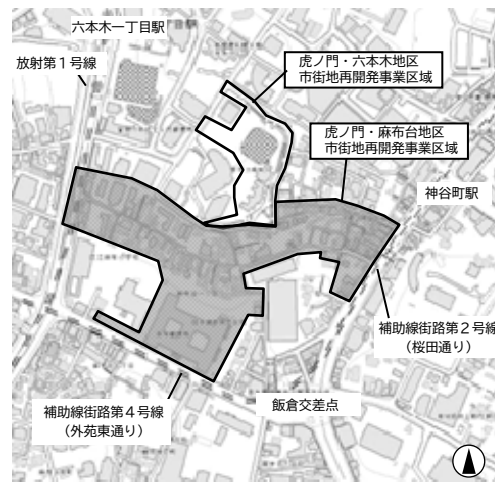 六本木一丁目駅
放射第１号線
虎ノ門・六本木地区
市街地再開発事業区域
虎ノ門・麻布台地区
市街地再開発事業区域
神谷町駅
補助線街路第２号線
（桜田通り）
飯倉交差点
補助線街路第４号線
（外苑東通り）